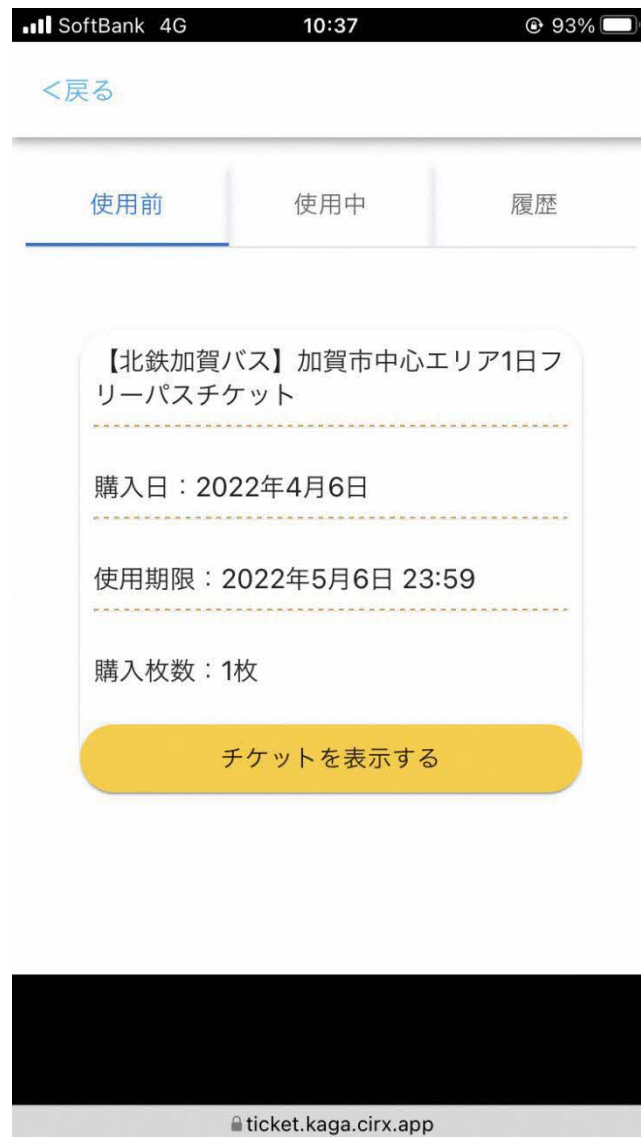 SoftBank 4G 10:37 93%
<戻る
使用前 使用中 履歴
【北鉄加賀バス】加賀市中心エリア1日フ
リーパスチケット
購入日：2022年4月6日
使用期限：2022年5月6日 23:59
購入枚数：1枚
チケットを表示する
ticket.kaga.cirx.app